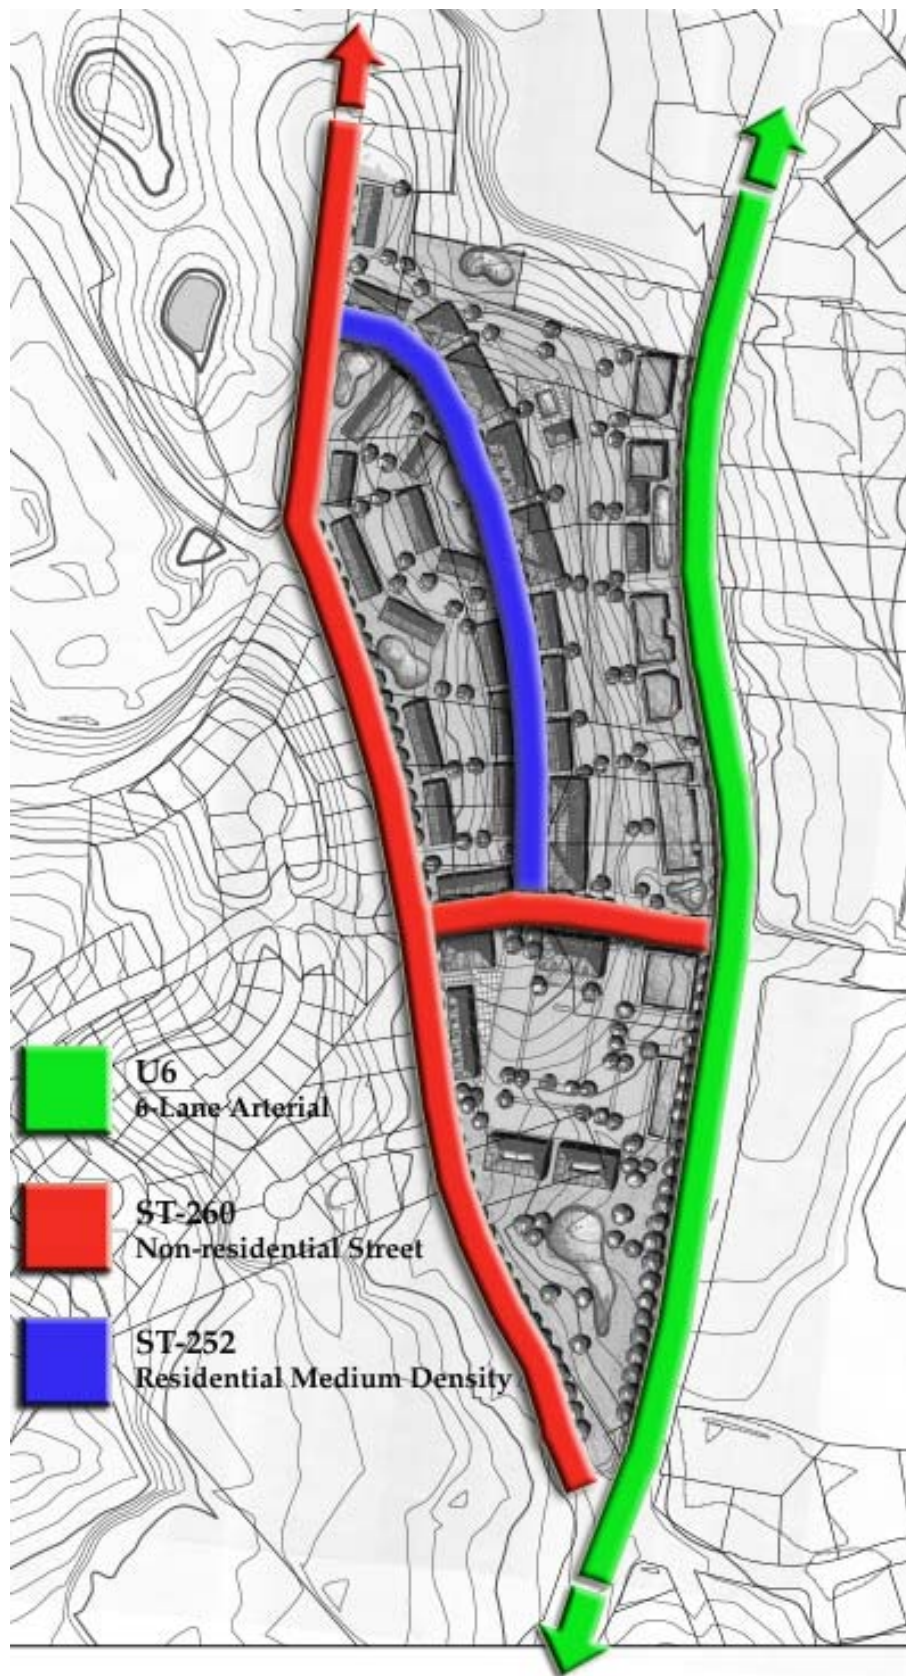 U6
6-Lane Arterial
ST-260
Non-residential Street
ST-252
Residential Medium Density